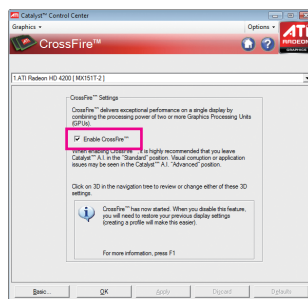 Catalyst™ Control Center
Graphics
Options
ATI
CrossFire™
1.ATI Radeon HD 4200 [ MX151T-2 ]
CrossFire™ Settings
CrossFire™ delivers exceptional performance on a single display by
combining the processing power of two or more Graphics Processing Units
(GPUs).
Enable CrossFire™
When enabling CrossFire™, it is highly recommended that you leave
Catalyst™ A.I. in the "Standard" position. Visual corruption or application
issues may be seen in the Catalyst™ A.I. "Advanced" position.
Click on 3D in the navigation tree to review or change either of these 3D
settings.
CrossFire™ has now started. When you disable this feature,
you will need to restore your previous display settings
(creating a profile will make this easier).
For more information, press F1
Basic...
OK
Apply
Discard
Defaults